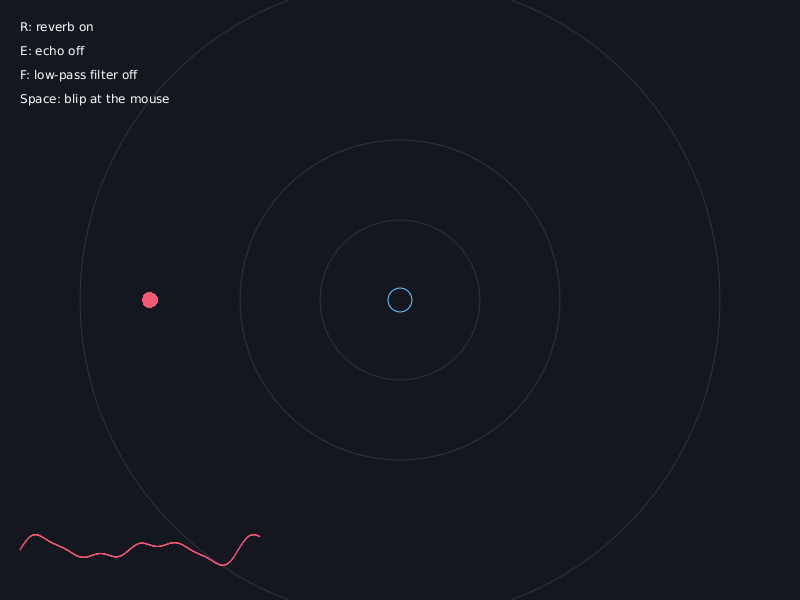 R: reverb on
E: echo off
F: low-pass filter off
Space: blip at the mouse